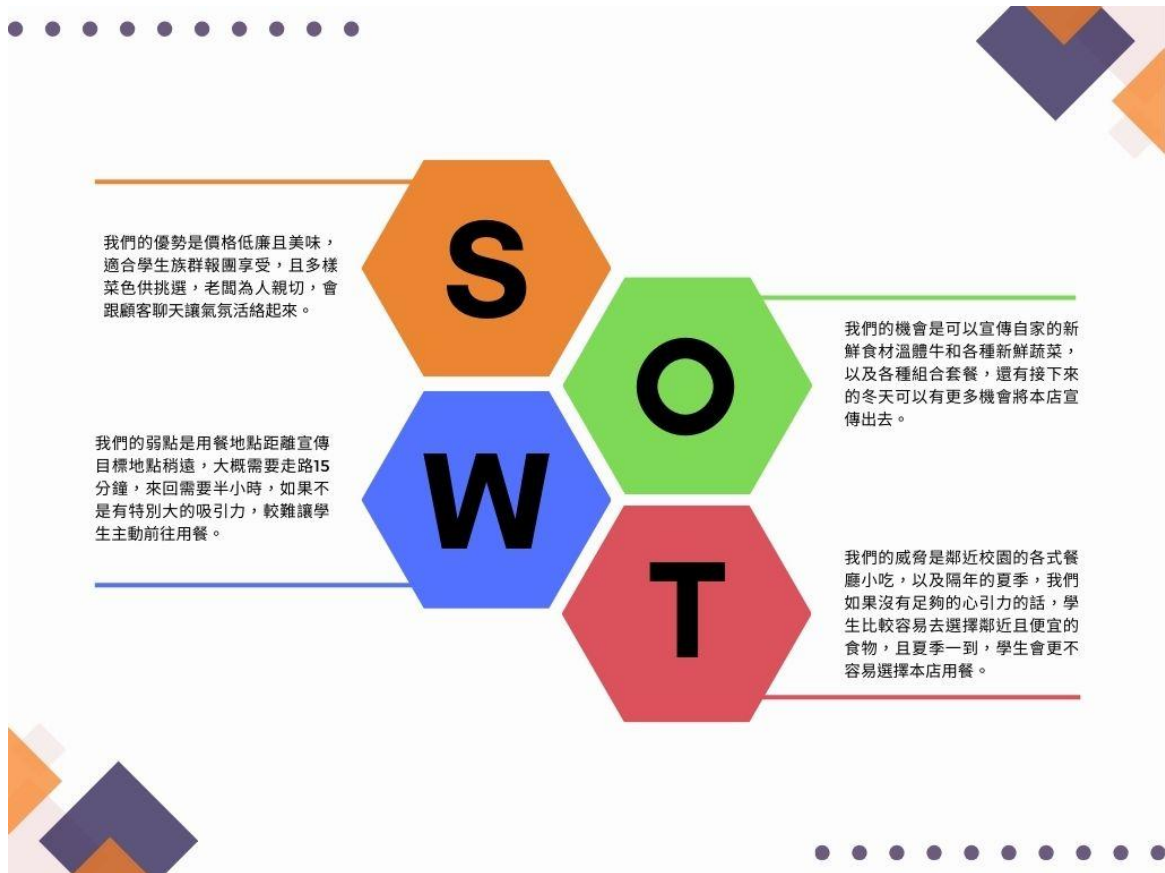 S
我們的優勢是價格低廉且美味，
適合學生族群報團享受，且多樣
菜色供挑選，老闆為人親切，會
跟顧客聊天讓氣氛活絡起來。
O
我們的機會是可以宣傳自家的新
鮮食材溫體牛和各種新鮮蔬菜，
以及各種組合套餐，還有接下來
的冬天可以有更多機會將本店宣
傳出去。
W
我們的弱點是用餐地點距離宣傳
目標地點稍遠，大概需要走路15
分鐘，來回需要半小時，如果不
是有特別大的吸引力，較難讓學
生主動前往用餐。
T
我們的威脅是鄰近校園的各式餐
廳小吃，以及隔年的夏季，我們
如果沒有足夠的心引力的話，學
生比較容易去選擇鄰近且便宜的
食物，且夏季一到，學生會更不
容易選擇本店用餐。